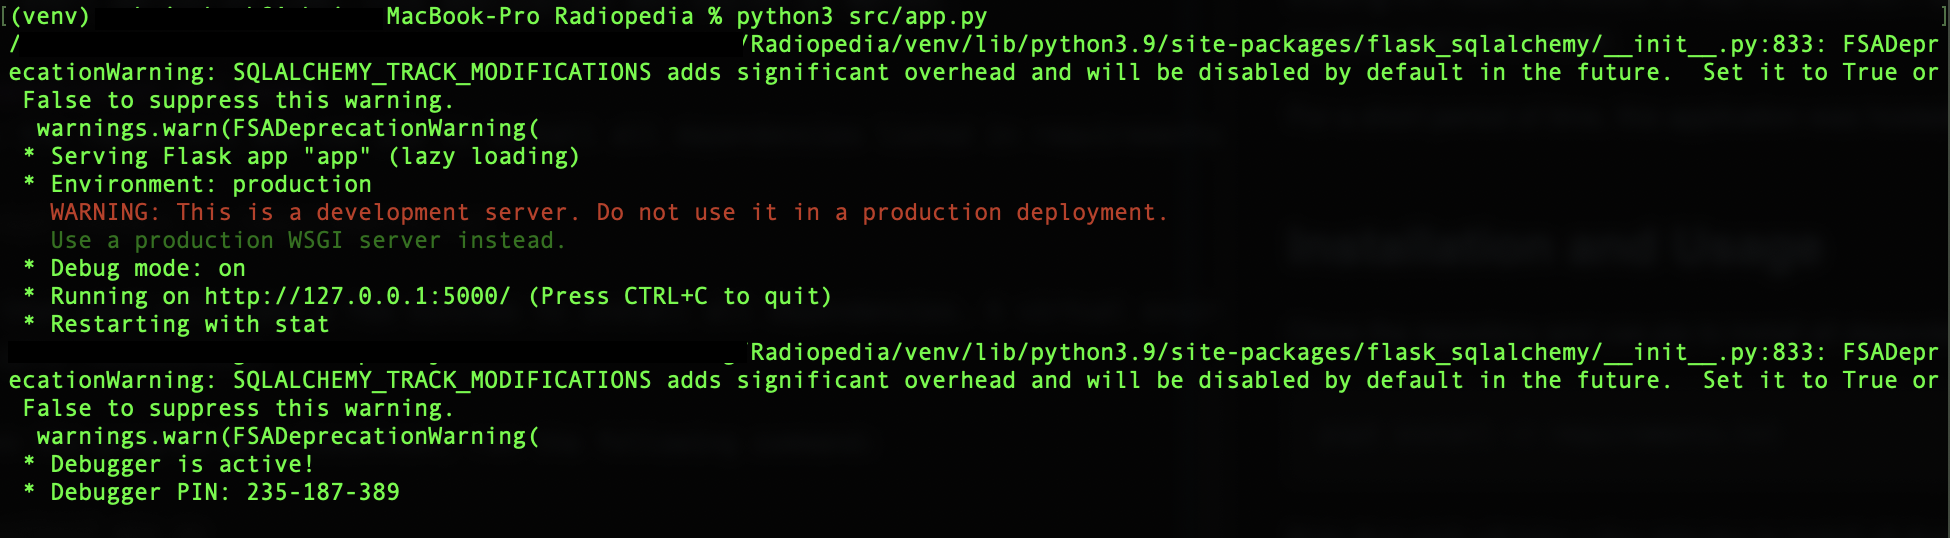 (venv) MacBook-Pro Radiopedia % python3 src/app.py
/ /Radiopedia/venv/lib/python3.9/site-packages/flask_sqlalchemy/__init__.py:833: FSADepr
ecationWarning: SQLALCHEMY_TRACK_MODIFICATIONS adds significant overhead and will be disabled by default in the future.  Set it to True or
 False to suppress this warning.
  warnings.warn(FSADeprecationWarning(
 * Serving Flask app "app" (lazy loading)
 * Environment: production
   WARNING: This is a development server. Do not use it in a production deployment.
   Use a production WSGI server instead.
 * Debug mode: on
 * Running on http://127.0.0.1:5000/ (Press CTRL+C to quit)
 * Restarting with stat
Radiopedia/venv/lib/python3.9/site-packages/flask_sqlalchemy/__init__.py:833: FSADepr
ecationWarning: SQLALCHEMY_TRACK_MODIFICATIONS adds significant overhead and will be disabled by default in the future.  Set it to True or
 False to suppress this warning.
  warnings.warn(FSADeprecationWarning(
 * Debugger is active!
 * Debugger PIN: 235-187-389
Installation and Usage